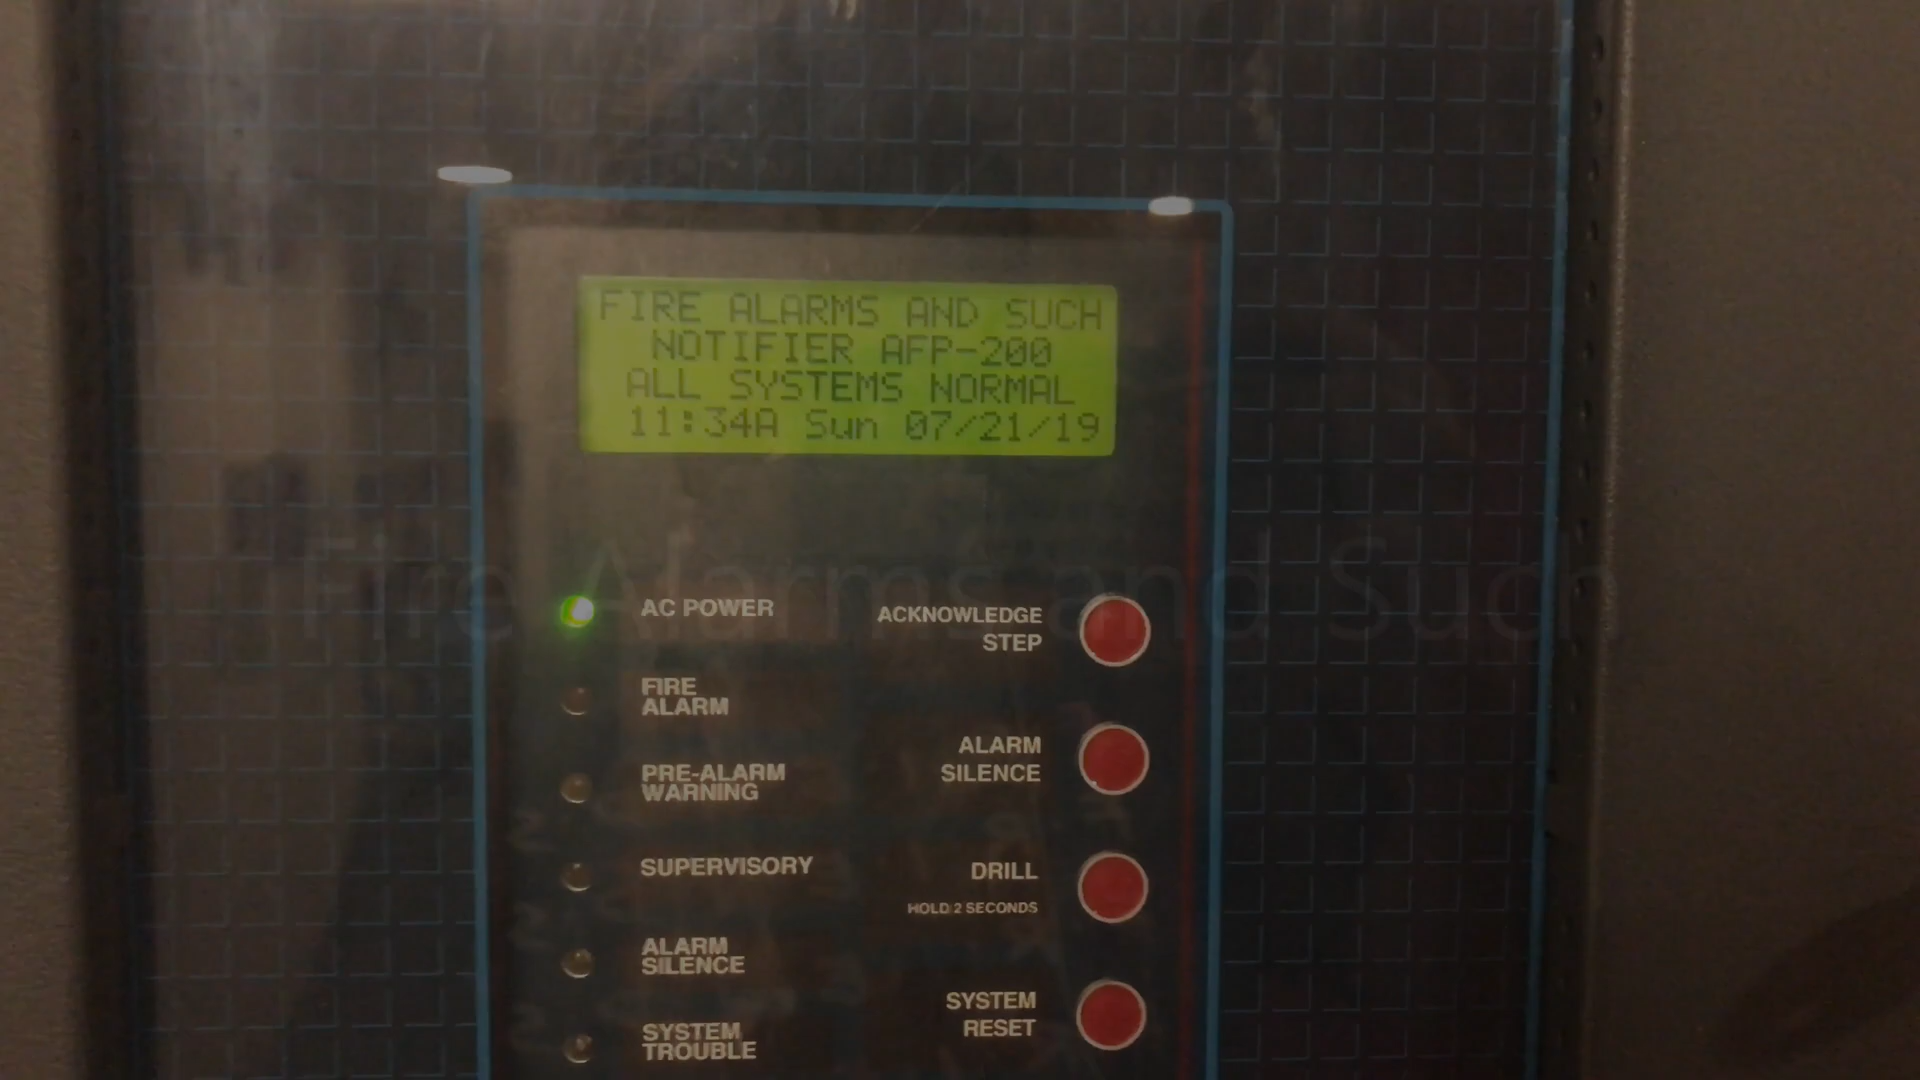 FIRE ALARMS AND SUCH
NOTIFIER AFP-200
ALL SYSTEMS NORMAL
11:34A Sun 07/21/19
Fire Alarms and Such
AC POWER
FIRE
ALARM
PRE-ALARM
WARNING
SUPERVISORY
ALARM
SILENCE
SYSTEM
TROUBLE
ACKNOWLEDGE
STEP
ALARM
SILENCE
DRILL
HOLD 2 SECONDS
SYSTEM
RESET